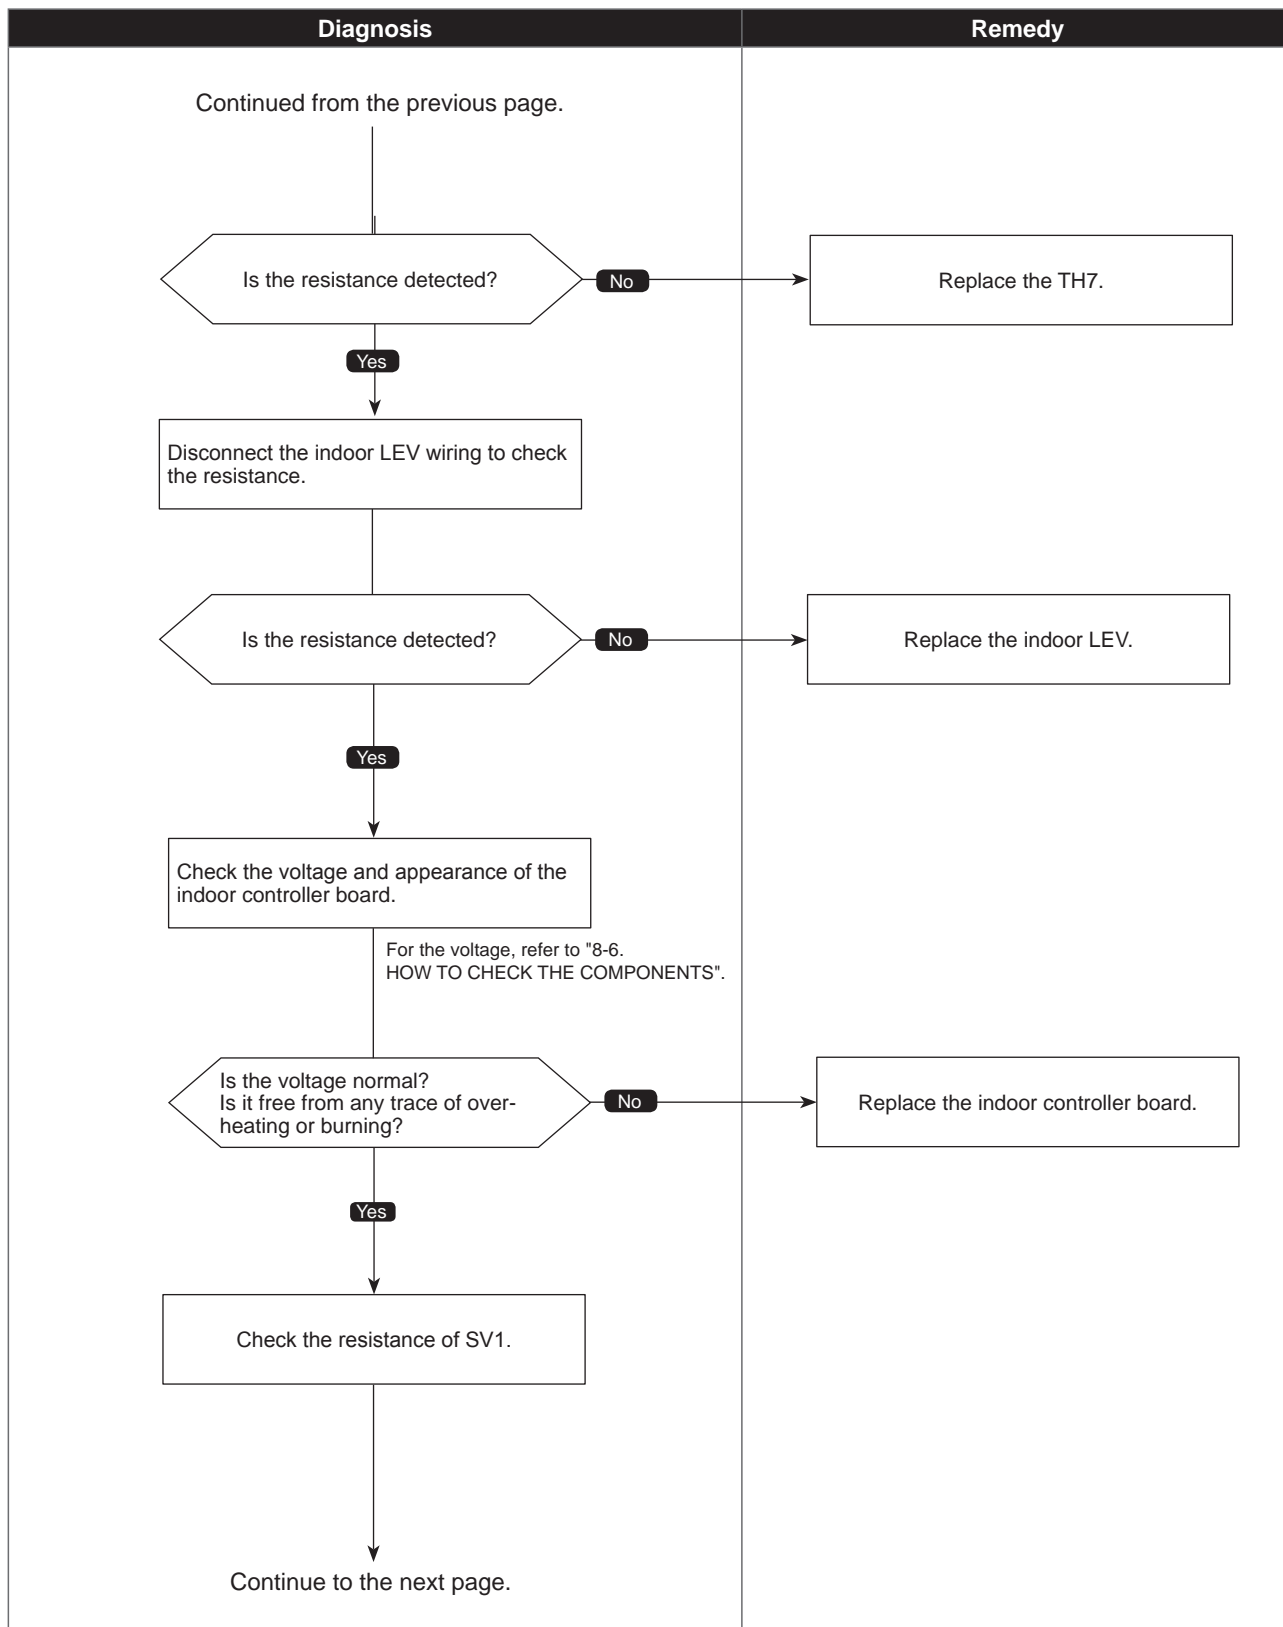 Diagnosis
Remedy
Continued from the previous page.
Is the resistance detected?
No
Replace the TH7.
Yes
Disconnect the indoor LEV wiring to check
the resistance.
Is the resistance detected?
No
Replace the indoor LEV.
Yes
Check the voltage and appearance of the
indoor controller board.
For the voltage, refer to "8-6.
HOW TO CHECK THE COMPONENTS".
Is the voltage normal?
Is it free from any trace of over-
heating or burning?
No
Replace the indoor controller board.
Yes
Check the resistance of SV1.
Continue to the next page.